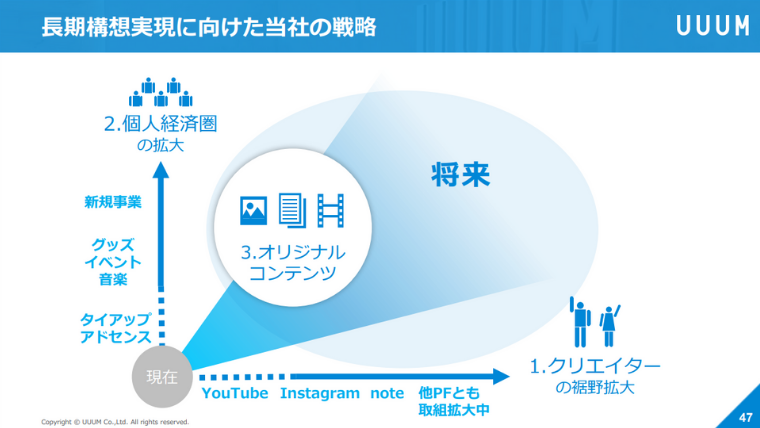 長期構想実現に向けた当社の戦略
UUUM
2.個人経済圏
の拡大
将来
新規事業
グッズ
イベント
音楽
3.オリジナル
コンテンツ
タイアップ
アドセンス
現在
1.クリエイター
の裾野拡大
YouTube Instagram note 他PFとも
取組拡大中
Copyright © UUUM Co.,Ltd. All rights reserved.
47